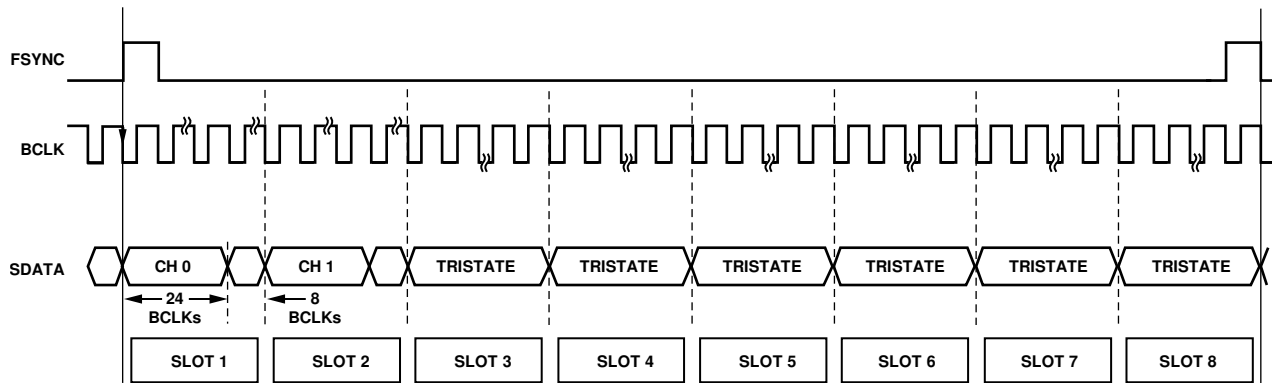 FSYNC
BCLK
SDATA
CH 0
CH 1
TRISTATE
TRISTATE
TRISTATE
TRISTATE
TRISTATE
TRISTATE
24
BCLKs
8
BCLKs
SLOT 1
SLOT 2
SLOT 3
SLOT 4
SLOT 5
SLOT 6
SLOT 7
SLOT 8